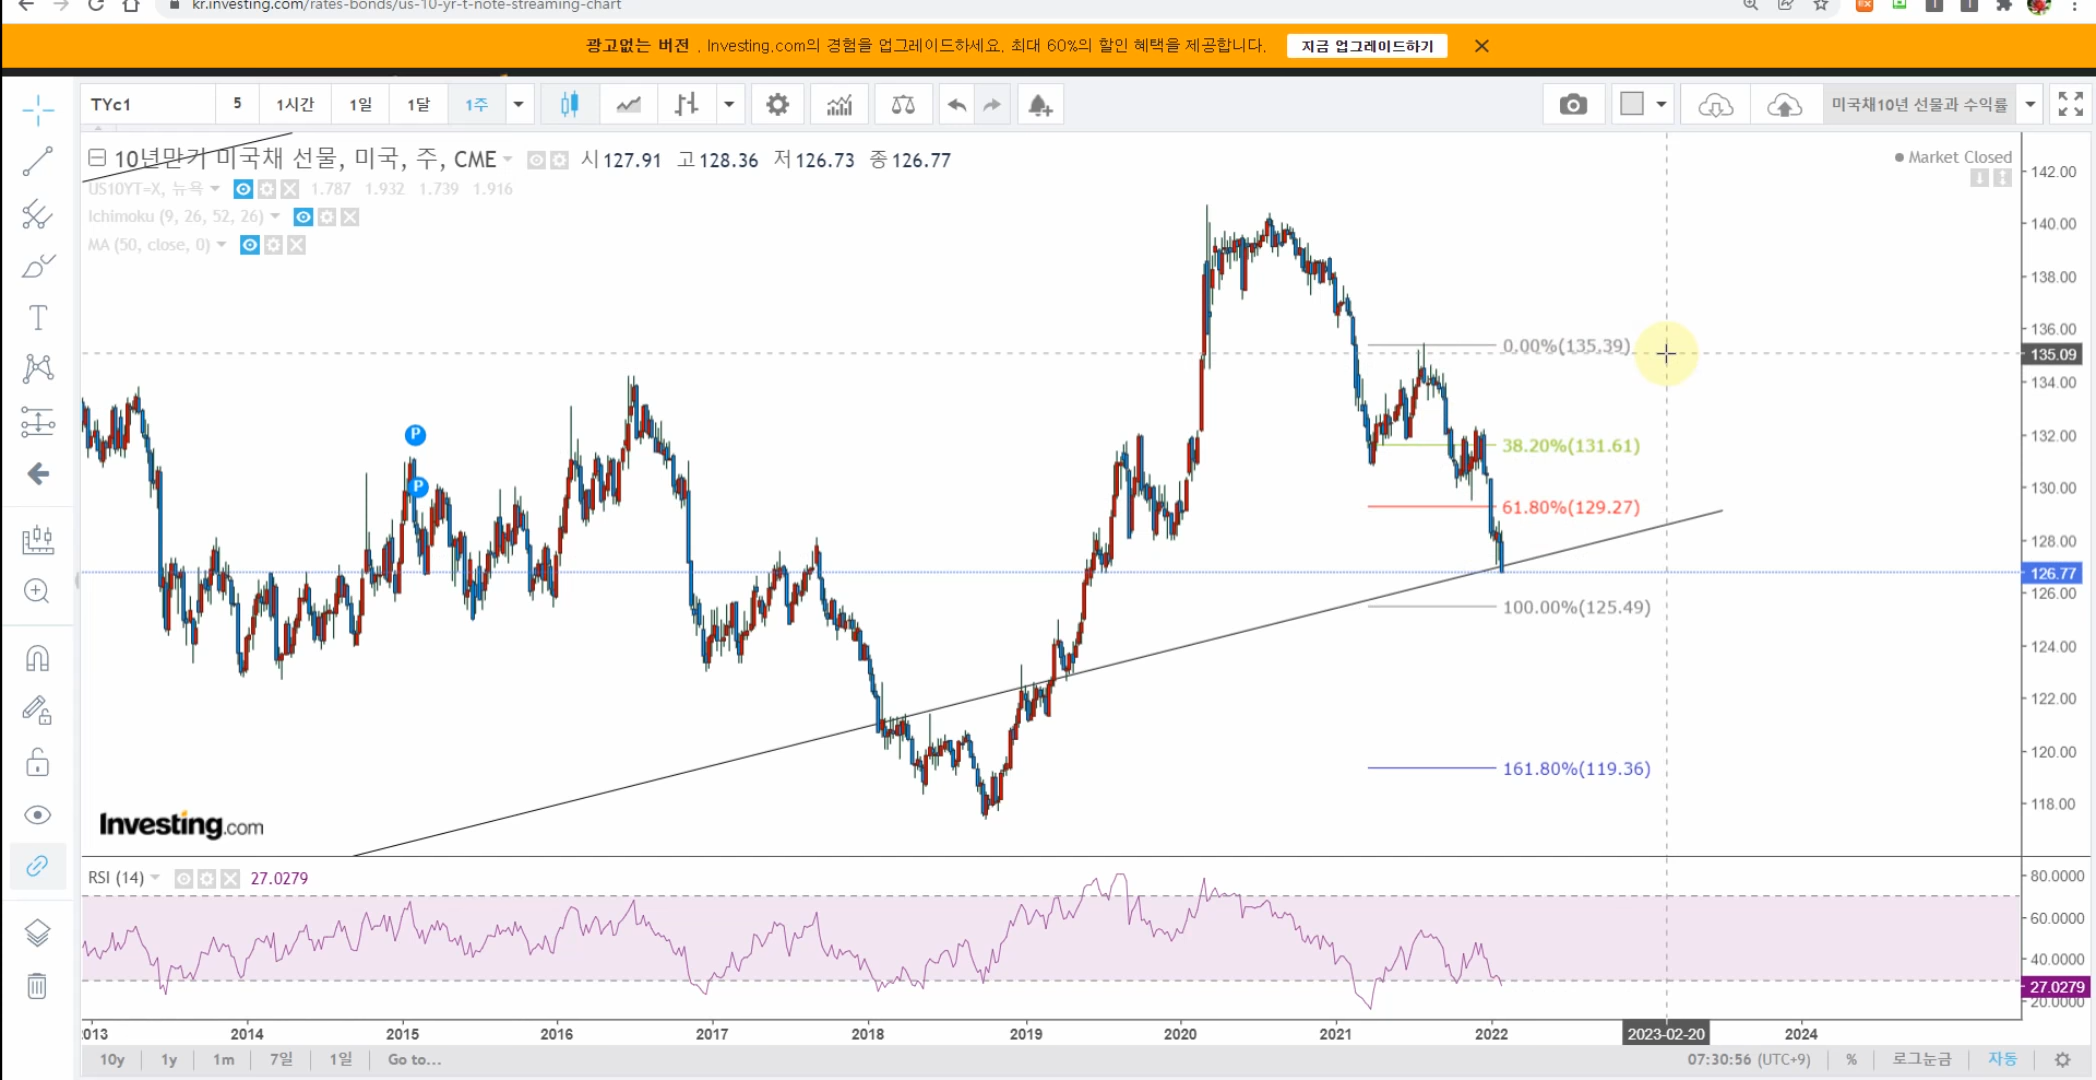 kr.investing.com/rates-bonds/us-10-yr-t-note-streaming-chart
광고없는 버전 . Investing.com의 경험을 업그레이드하세요. 최대 60%의 할인 혜택을 제공합니다. 지금 업그레이드하기
TYc1 5 1시간 1일 1달 1주 미국채10년 선물과 수익률
10년만기 미국채 선물, 미국, 주, CME 시 127.91 고 128.36 저 126.73 종 126.77
Market Closed
US10YT=X, 뉴욕 1.787 1.932 1.739 1.916
Ichimoku (9, 26, 52, 26)
MA (50, close, 0)
142.00
140.00
138.00
136.00
0.00%(135.39)
135.09
134.00
P
132.00
38.20%(131.61)
P
130.00
61.80%(129.27)
128.00
126.77
126.00
100.00%(125.49)
124.00
122.00
120.00
161.80%(119.36)
118.00
Investing.com
RSI (14) 27.0279
80.0000
60.0000
40.0000
27.0279
20.0000
2014 2015 2016 2017 2018 2019 2020 2021 2022 2023-02-20 2024
10y 1y 1m 7일 1일 Go to... 07:30:56 (UTC+9) % 로그눈금 자동